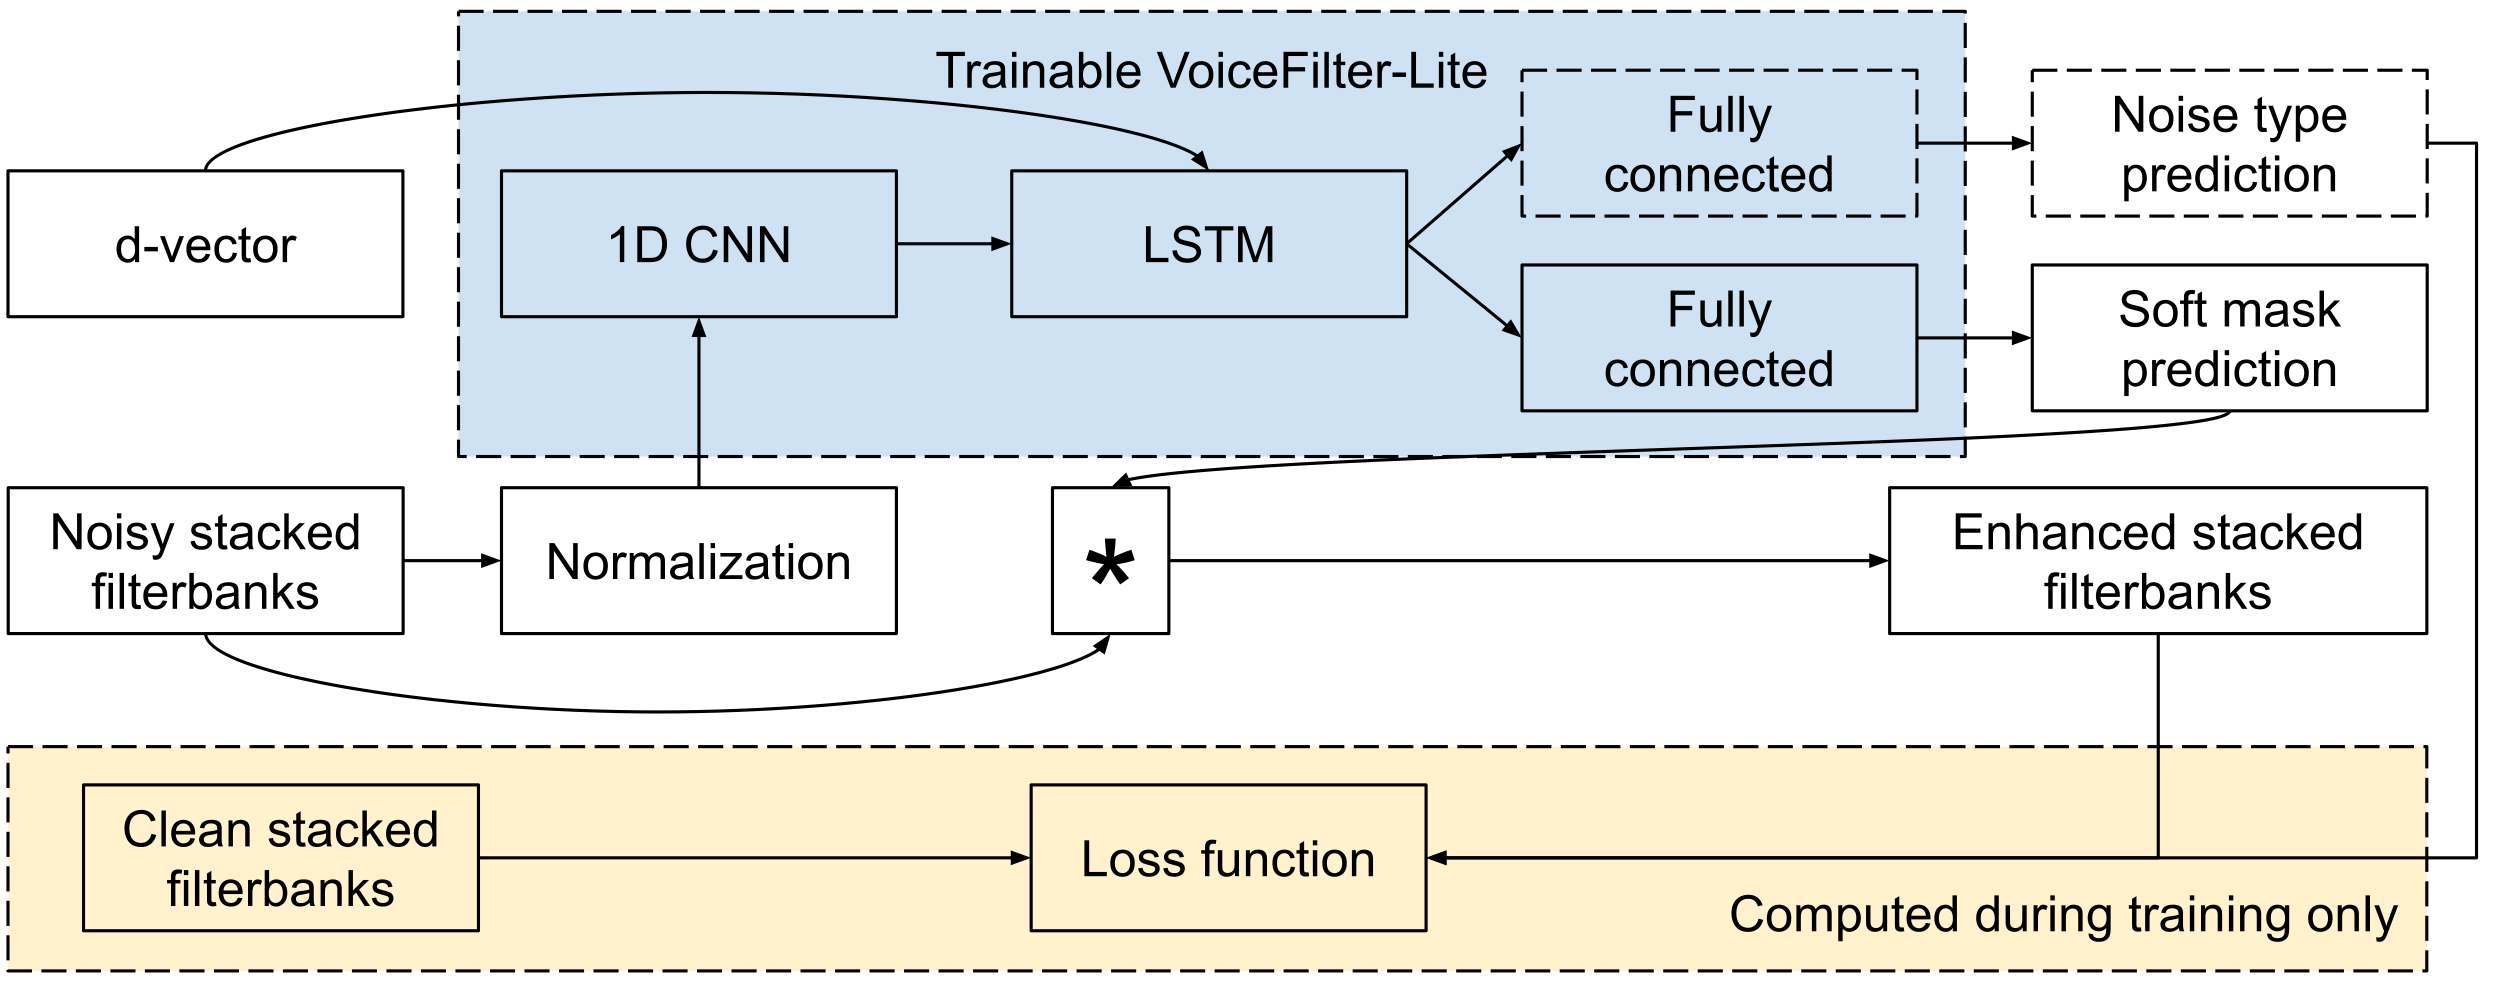 Trainable VoiceFilter-Lite
d-vector
1D CNN
LSTM
Fully
connected
Noise type
prediction
Fully
connected
Soft mask
prediction
Noisy stacked
filterbanks
Normalization
*
Enhanced stacked
filterbanks
Clean stacked
filterbanks
Loss function
Computed during training only